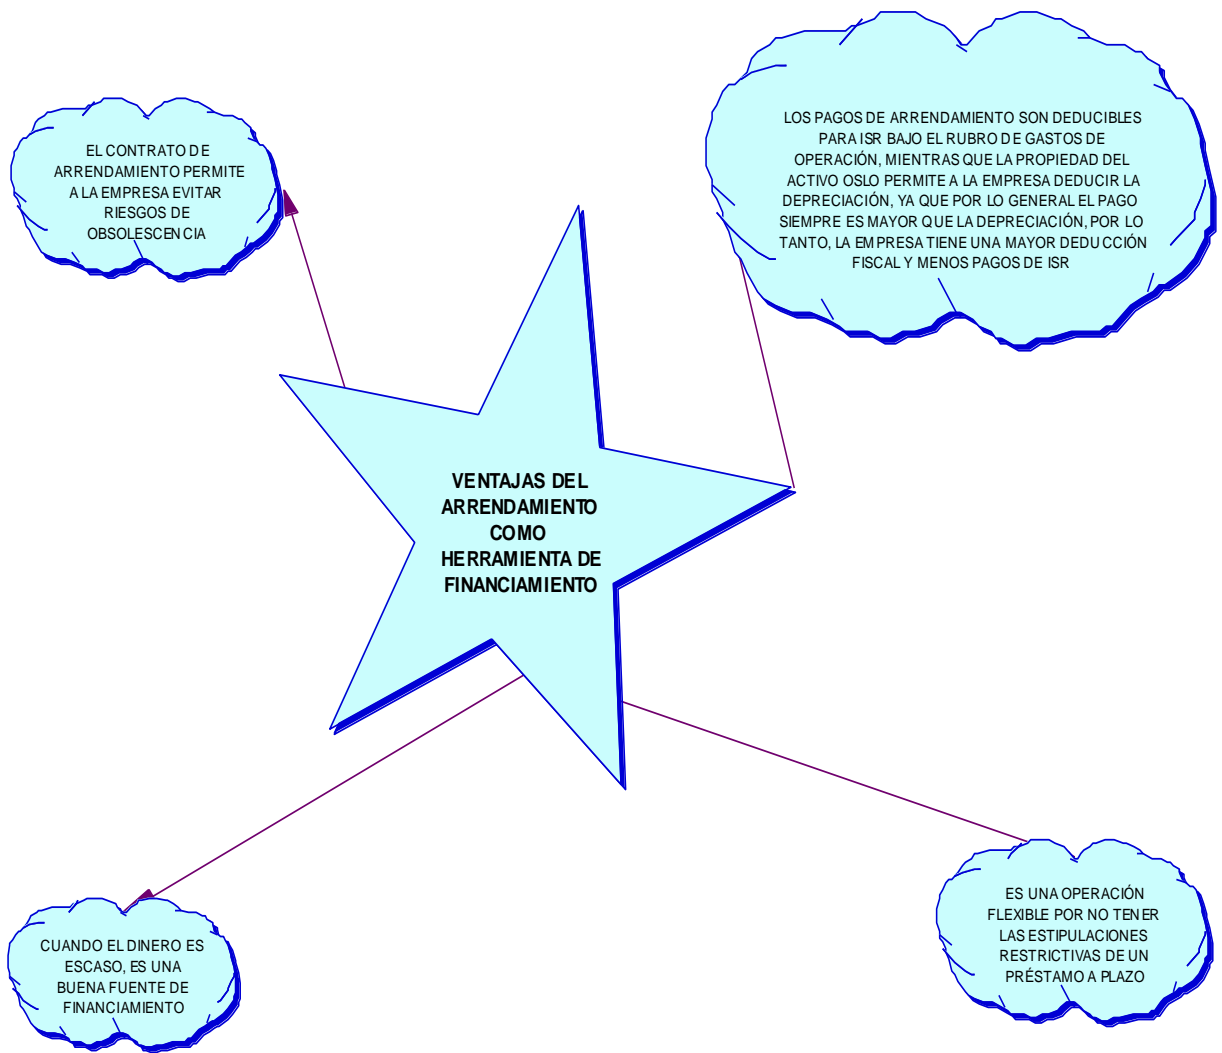 EL CONTRATO DE
ARRENDAMIENTO PERMITE
A LA EMPRESA EVITAR
RIESGOS DE
OBSOLESCENCIA
LOS PAGOS DE ARRENDAMIENTO SON DEDUCIBLES
PARA ISR BAJO EL RUBRO DE GASTOS DE
OPERACIÓN, MIENTRAS QUE LA PROPIEDAD DEL
ACTIVO OSLO PERMITE A LA EMPRESA DEDUCIR LA
DEPRECIACIÓN, YA QUE POR LO GENERAL EL PAGO
SIEMPRE ES MAYOR QUE LA DEPRECIACIÓN, POR LO
TANTO, LA EMPRESA TIENE UNA MAYOR DEDUCCIÓN
FISCAL Y MENOS PAGOS DE ISR
VENTAJAS DEL
ARRENDAMIENTO
COMO
HERRAMIENTA DE
FINANCIAMIENTO
CUANDO EL DINERO ES
ESCASO, ES UNA
BUENA FUENTE DE
FINANCIAMIENTO
ES UNA OPERACIÓN
FLEXIBLE POR NO TENER
LAS ESTIPULACIONES
RESTRICTIVAS DE UN
PRÉSTAMO A PLAZO